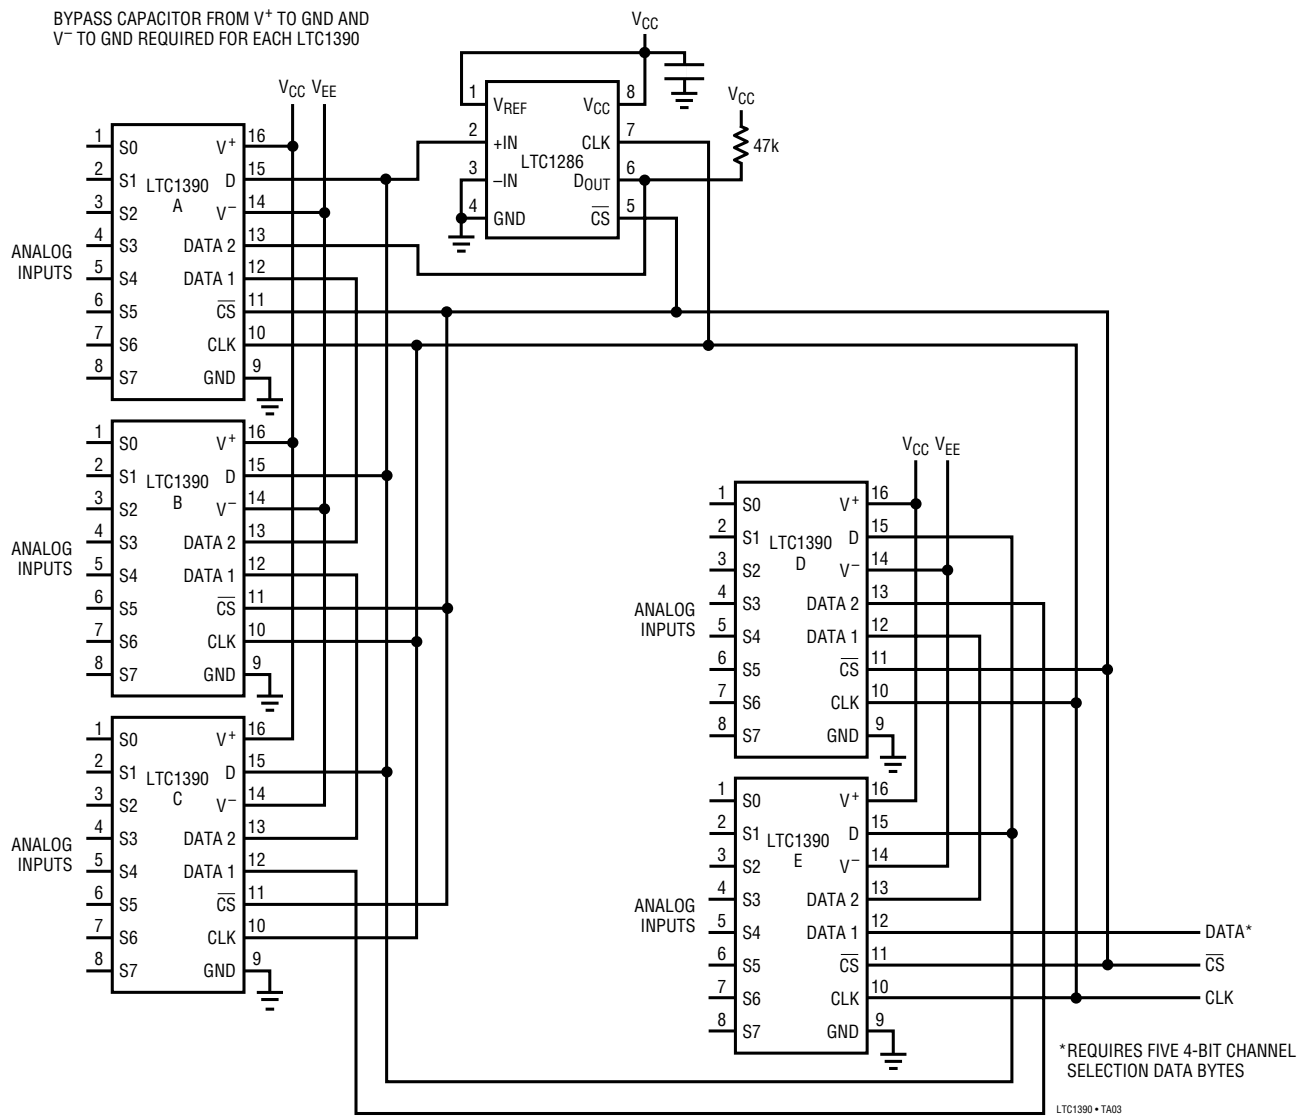 BYPASS CAPACITOR FROM V+ TO GND AND
V– TO GND REQUIRED FOR EACH LTC1390
VCC
VCC VEE
1 VREF VCC 8
2 +IN CLK 7
3 –IN DOUT 6
4 GND CS 5
LTC1286
VCC
47k
ANALOG
INPUTS
LTC1390
A
1 S0 V+ 16
2 S1 D 15
3 S2 V– 14
4 S3 DATA 2 13
5 S4 DATA 1 12
6 S5 CS 11
7 S6 CLK 10
8 S7 GND 9
ANALOG
INPUTS
LTC1390
B
1 S0 V+ 16
2 S1 D 15
3 S2 V– 14
4 S3 DATA 2 13
5 S4 DATA 1 12
6 S5 CS 11
7 S6 CLK 10
8 S7 GND 9
ANALOG
INPUTS
LTC1390
C
1 S0 V+ 16
2 S1 D 15
3 S2 V– 14
4 S3 DATA 2 13
5 S4 DATA 1 12
6 S5 CS 11
7 S6 CLK 10
8 S7 GND 9
VCC VEE
ANALOG
INPUTS
LTC1390
D
1 S0 V+ 16
2 S1 D 15
3 S2 V– 14
4 S3 DATA 2 13
5 S4 DATA 1 12
6 S5 CS 11
7 S6 CLK 10
8 S7 GND 9
ANALOG
INPUTS
LTC1390
E
1 S0 V+ 16
2 S1 D 15
3 S2 V– 14
4 S3 DATA 2 13
5 S4 DATA 1 12
6 S5 CS 11
7 S6 CLK 10
8 S7 GND 9
DATA*
CS
CLK
*REQUIRES FIVE 4-BIT CHANNEL
SELECTION DATA BYTES
LTC1390 • TA03